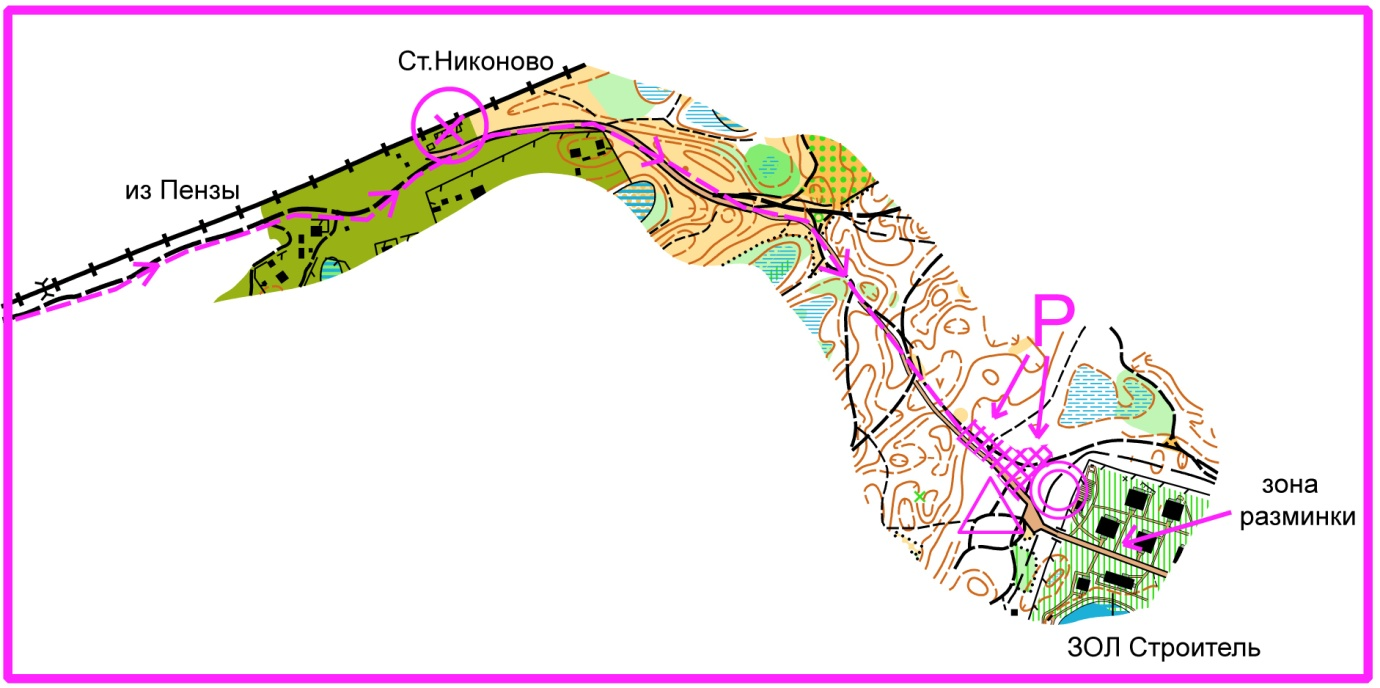 Ст.Никоново
из Пензы
P
зона
разминки
ЗОЛ Строитель